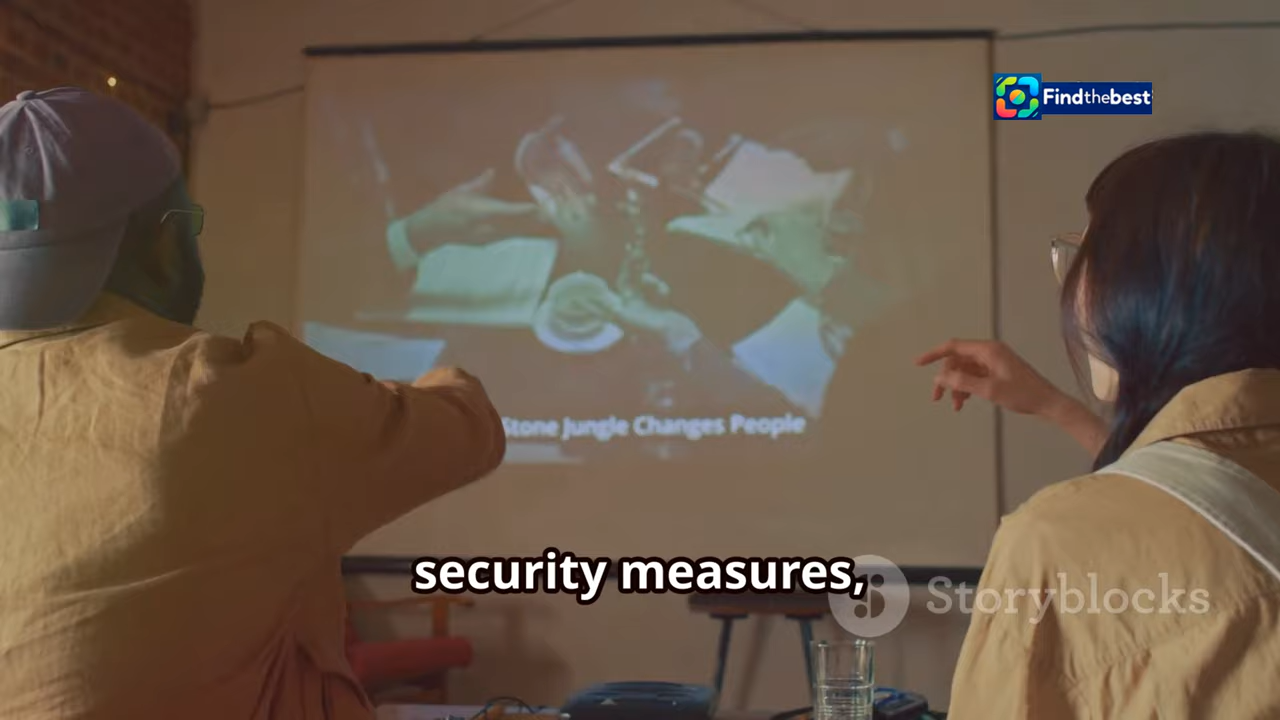 Findthebest
Stone Jungle Changes People
security measures,
Storyblocks